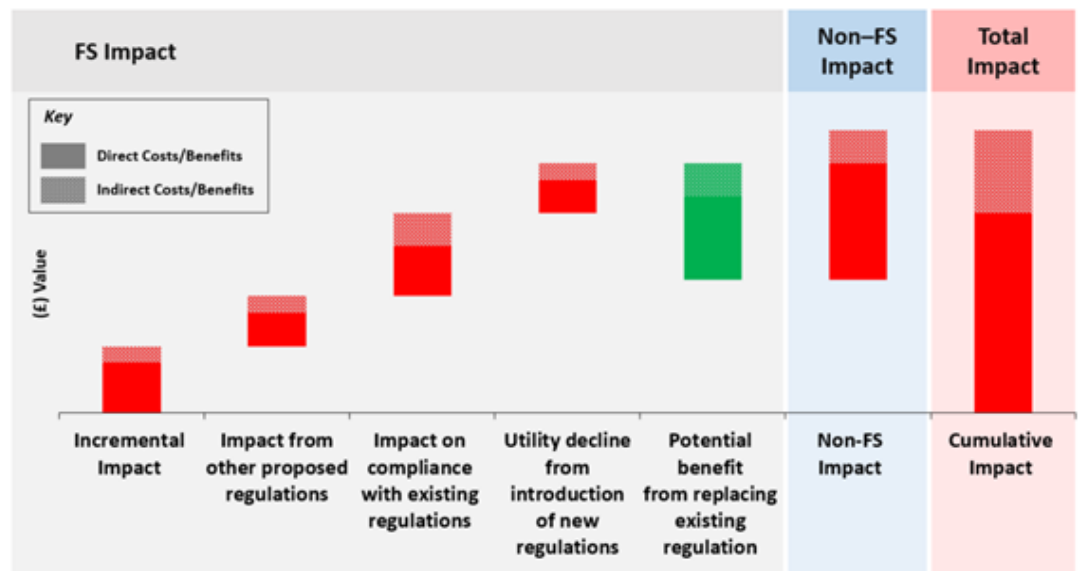 FS Impact
Non–FS
Impact
Total
Impact
Key
Direct Costs/Benefits
Indirect Costs/Benefits
(£) Value
Incremental
Impact
Impact from
other proposed
regulations
Impact on
compliance
with existing
regulations
Utility decline
from
introduction
of new
regulations
Potential
benefit
from replacing
existing
regulation
Non-FS
Impact
Cumulative
Impact